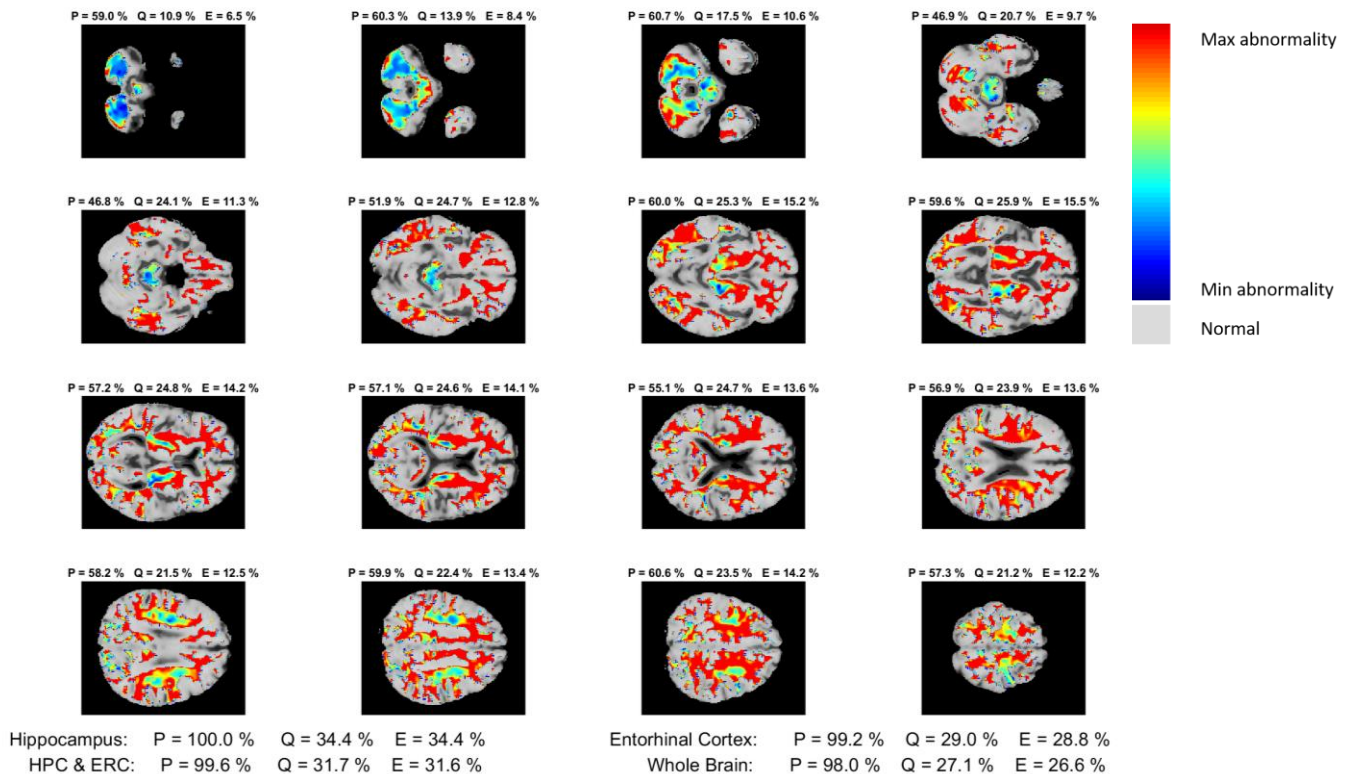 P = 59.0 % Q = 10.9 % E = 6.5 %
P = 60.3 % Q = 13.9 % E = 8.4 %
P = 60.7 % Q = 17.5 % E = 10.6 %
P = 46.9 % Q = 20.7 % E = 9.7 %
Max abnormality
Min abnormality
Normal
P = 46.8 % Q = 24.1 % E = 11.3 %
P = 51.9 % Q = 24.7 % E = 12.8 %
P = 60.0 % Q = 25.3 % E = 15.2 %
P = 59.6 % Q = 25.9 % E = 15.5 %
P = 57.2 % Q = 24.8 % E = 14.2 %
P = 57.1 % Q = 24.6 % E = 14.1 %
P = 55.1 % Q = 24.7 % E = 13.6 %
P = 56.9 % Q = 23.9 % E = 13.6 %
P = 58.2 % Q = 21.5 % E = 12.5 %
P = 59.9 % Q = 22.4 % E = 13.4 %
P = 60.6 % Q = 23.5 % E = 14.2 %
P = 57.3 % Q = 21.2 % E = 12.2 %
Hippocampus: P = 100.0 % Q = 34.4 % E = 34.4 %
Entorhinal Cortex: P = 99.2 % Q = 29.0 % E = 28.8 %
HPC & ERC: P = 99.6 % Q = 31.7 % E = 31.6 %
Whole Brain: P = 98.0 % Q = 27.1 % E = 26.6 %